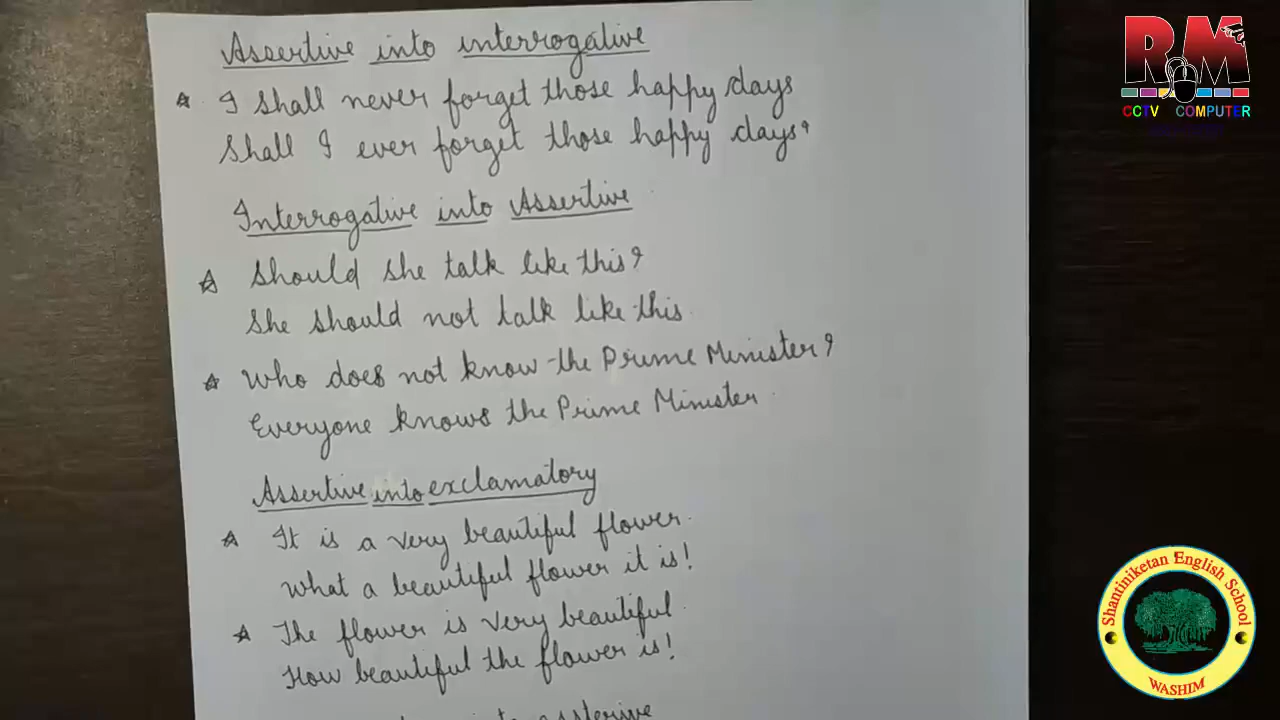 Assertive into interrogative
☆ I shall never forget those happy days
Shall I ever forget those happy days?
Interrogative into Assertive
☆ Should she talk like this?
She should not talk like this.
☆ Who does not know the Prime Minister?
Everyone knows the Prime Minister.
Assertive into exclamatory
☆ It is a very beautiful flower.
What a beautiful flower it is!
☆ The flower is very beautiful.
How beautiful the flower is!
into assterive
RM
CCTV COMPUTER
Shantiniketan English School
WASHIM